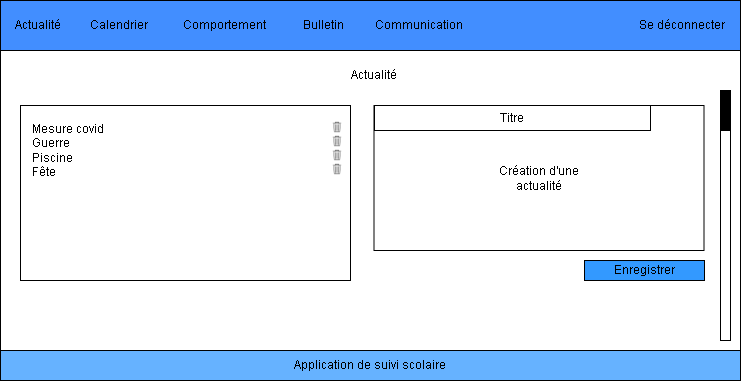 Actualité Calendrier Comportement Bulletin Communication Se déconnecter
Actualité
Mesure covid
Guerre
Piscine
Fête
Titre
Création d'une
actualité
Enregistrer
Application de suivi scolaire